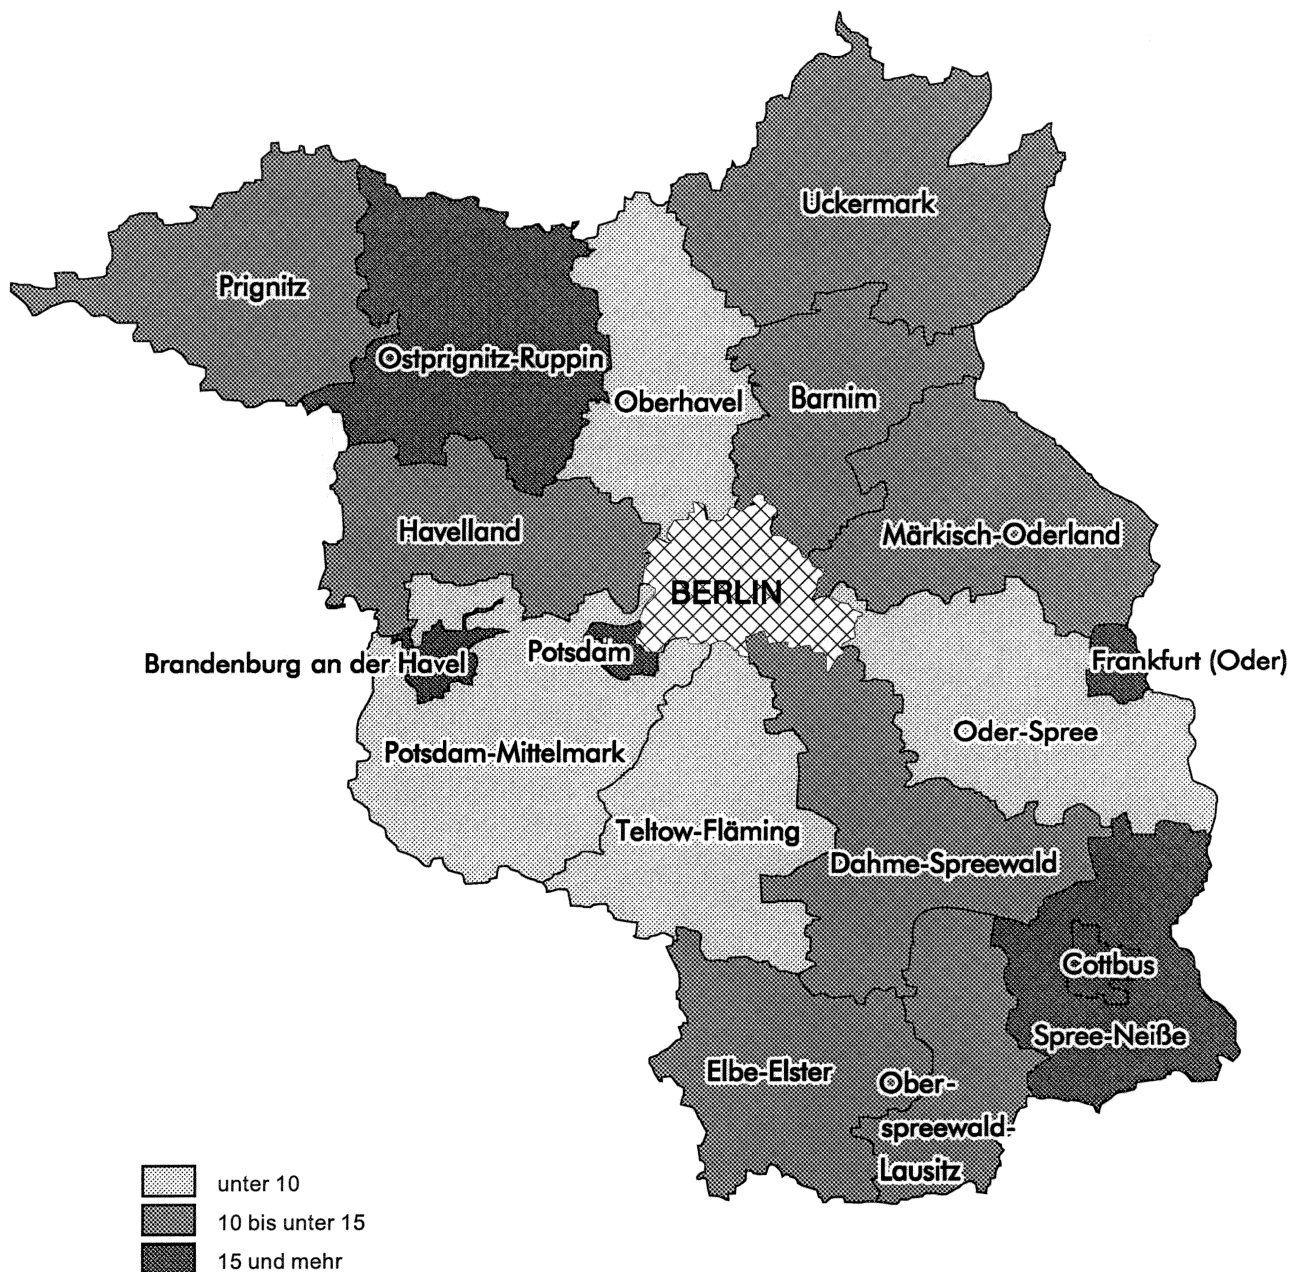 Uckermark
Prignitz
Ostprignitz-Ruppin
Oberhavel
Barnim
Havelland
Märkisch-Oderland
BERLIN
Brandenburg an der Havel
Potsdam
Frankfurt (Oder)
Potsdam-Mittelmark
Oder-Spree
Teltow-Fläming
Dahme-Spreewald
Cottbus
Spree-Neiße
Elbe-Elster
Ober-
spreewald-
Lausitz
unter 10
10 bis unter 15
15 und mehr